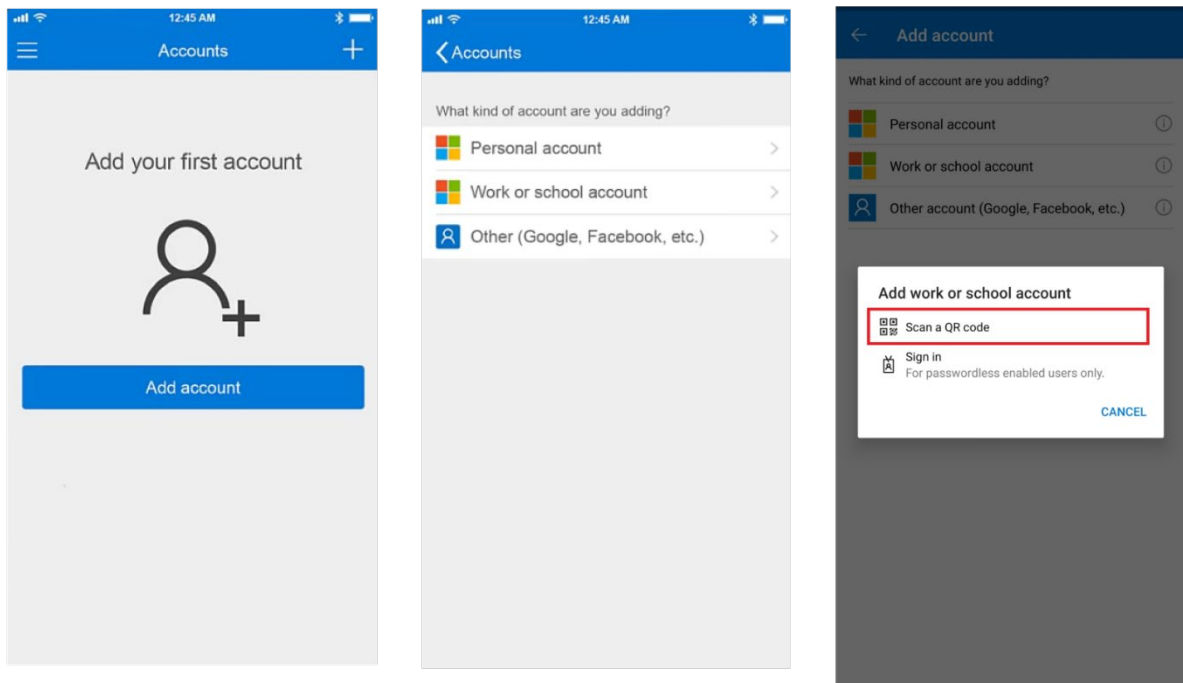 12:45 AM
Accounts
Add your first account
Add account
12:45 AM
Accounts
What kind of account are you adding?
Personal account
Work or school account
Other (Google, Facebook, etc.)
Add account
What kind of account are you adding?
Personal account
Work or school account
Other account (Google, Facebook, etc.)
Add work or school account
Scan a QR code
Sign in
For passwordless enabled users only.
CANCEL